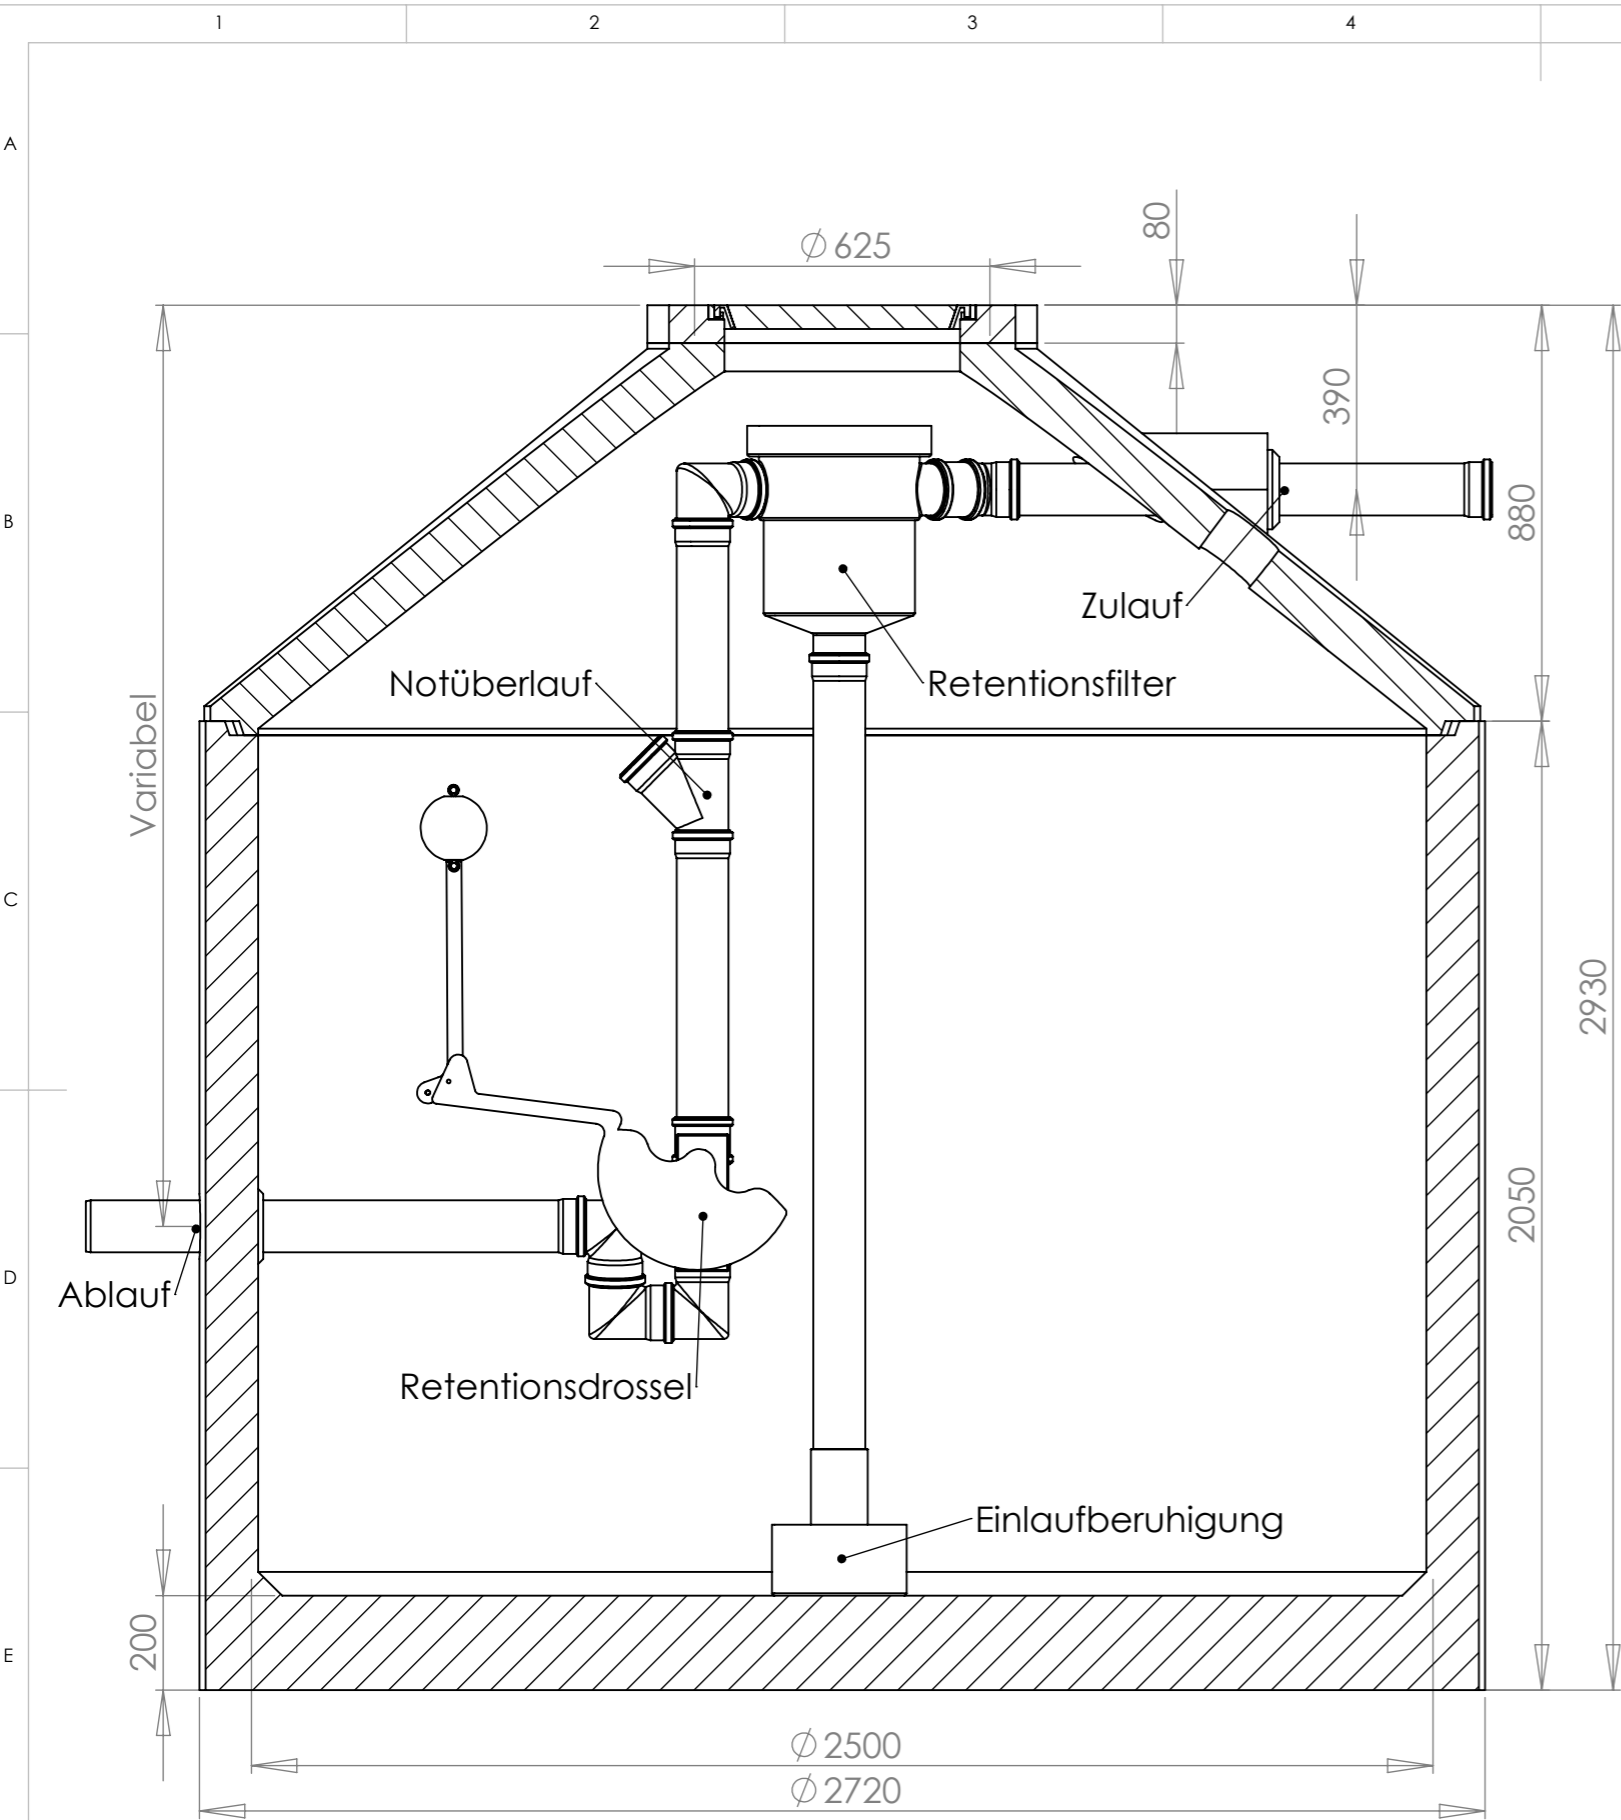 1 2 3 4
A
80
⌀ 625
390
B
880
Zulauf
Notüberlauf
Retentionsfilter
Variabel
C
2930
2050
D
Ablauf
Retentionsdrossel
Einlaufberuhigung
200
E
⌀ 2500
⌀ 2720